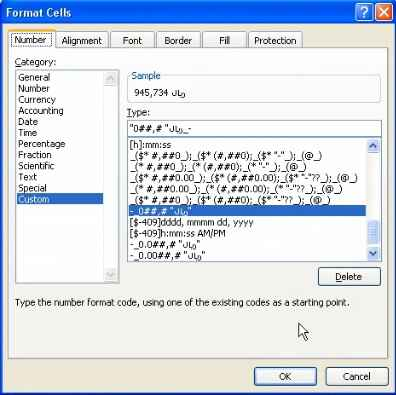 Format Cells
Number Alignment Font Border Fill Protection
Category:
General
Number
Currency
Accounting
Date
Time
Percentage
Fraction
Scientific
Text
Special
Custom
Sample
945,734 ریال
Type:
"0##,# "ریال_-
[h]:mm:ss
_($* #,##0_);_($* (#,##0);_($* "-"_);_(@_)
_(* #,##0_);_(* (#,##0);_(* "-"_);_(@_)
_($* #,##0.00_);_($* (#,##0.00);_($* "-"??_);_(@_)
_(* #,##0.00_);_(* (#,##0.00);_(* "-"??_);_(@_)
_($* #,##0_);_($* (#,##0);_($* "-"??_);_(@_)
-_0##,# "ریال"
[$-409]dddd, mmmm dd, yyyy
[$-409]h:mm:ss AM/PM
-_0.0##,# "ریال"
-_0.00##,# "ریال"
Delete
Type the number format code, using one of the existing codes as a starting point.
OK Cancel